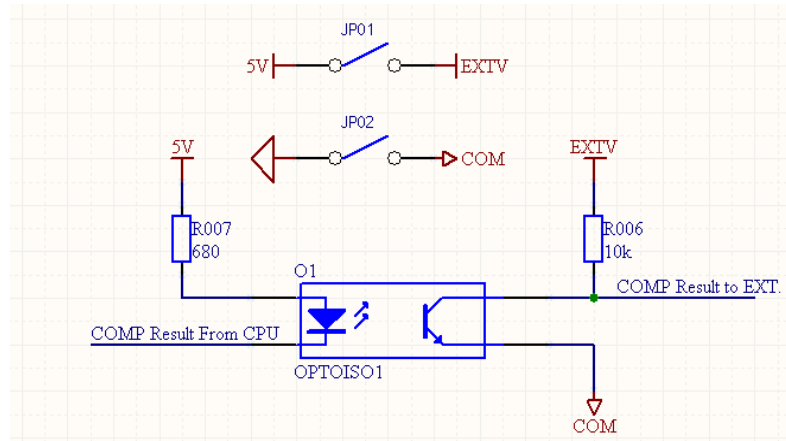 JP01
5V EXTV
JP02
COM
5V
EXTV
R007
680
R006
10k
O1
COMP Result to EXT.
COMP Result From CPU
OPTOISO1
COM